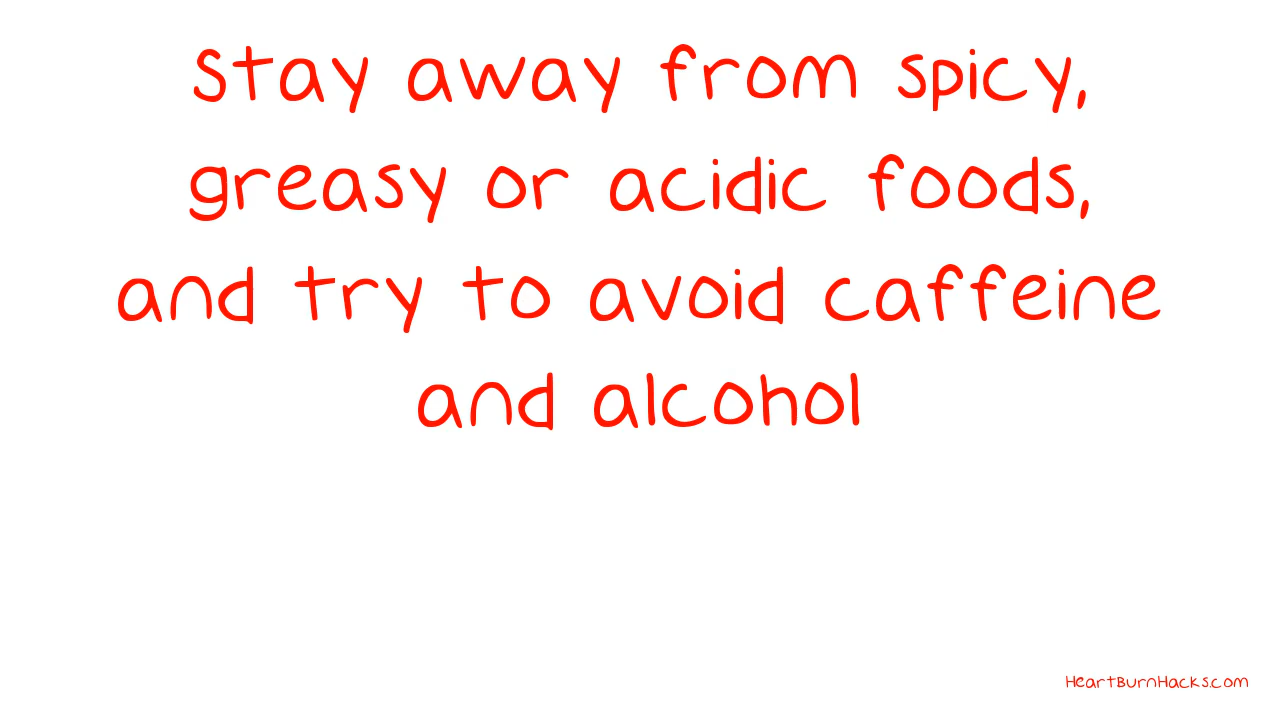 Stay away from spicy,
greasy or acidic foods,
and try to avoid caffeine
and alcohol
HeartBurnHacks.com